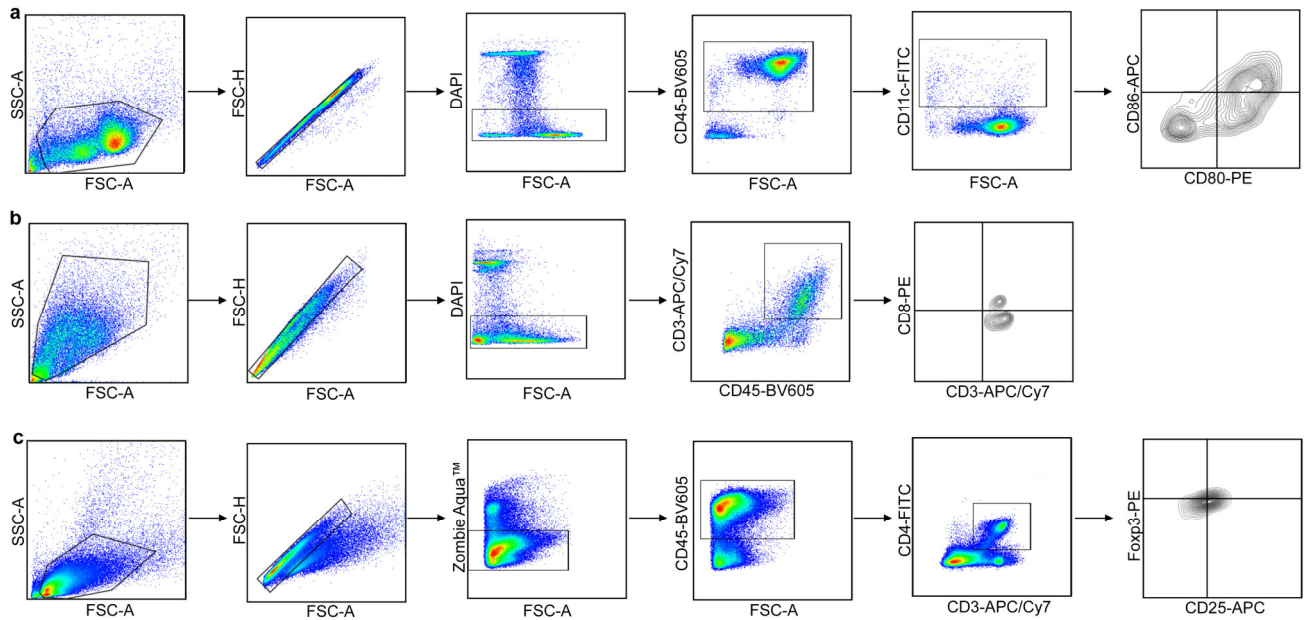 a
SSC-A
FSC-A
FSC-H
FSC-A
DAPI
FSC-A
CD45-BV605
FSC-A
CD11c-FITC
FSC-A
CD86-APC
CD80-PE
b
SSC-A
FSC-A
FSC-H
FSC-A
DAPI
FSC-A
CD3-APC/Cy7
CD45-BV605
CD8-PE
CD3-APC/Cy7
c
SSC-A
FSC-A
FSC-H
FSC-A
Zombie Aqua™
FSC-A
CD45-BV605
FSC-A
CD4-FITC
CD3-APC/Cy7
Foxp3-PE
CD25-APC